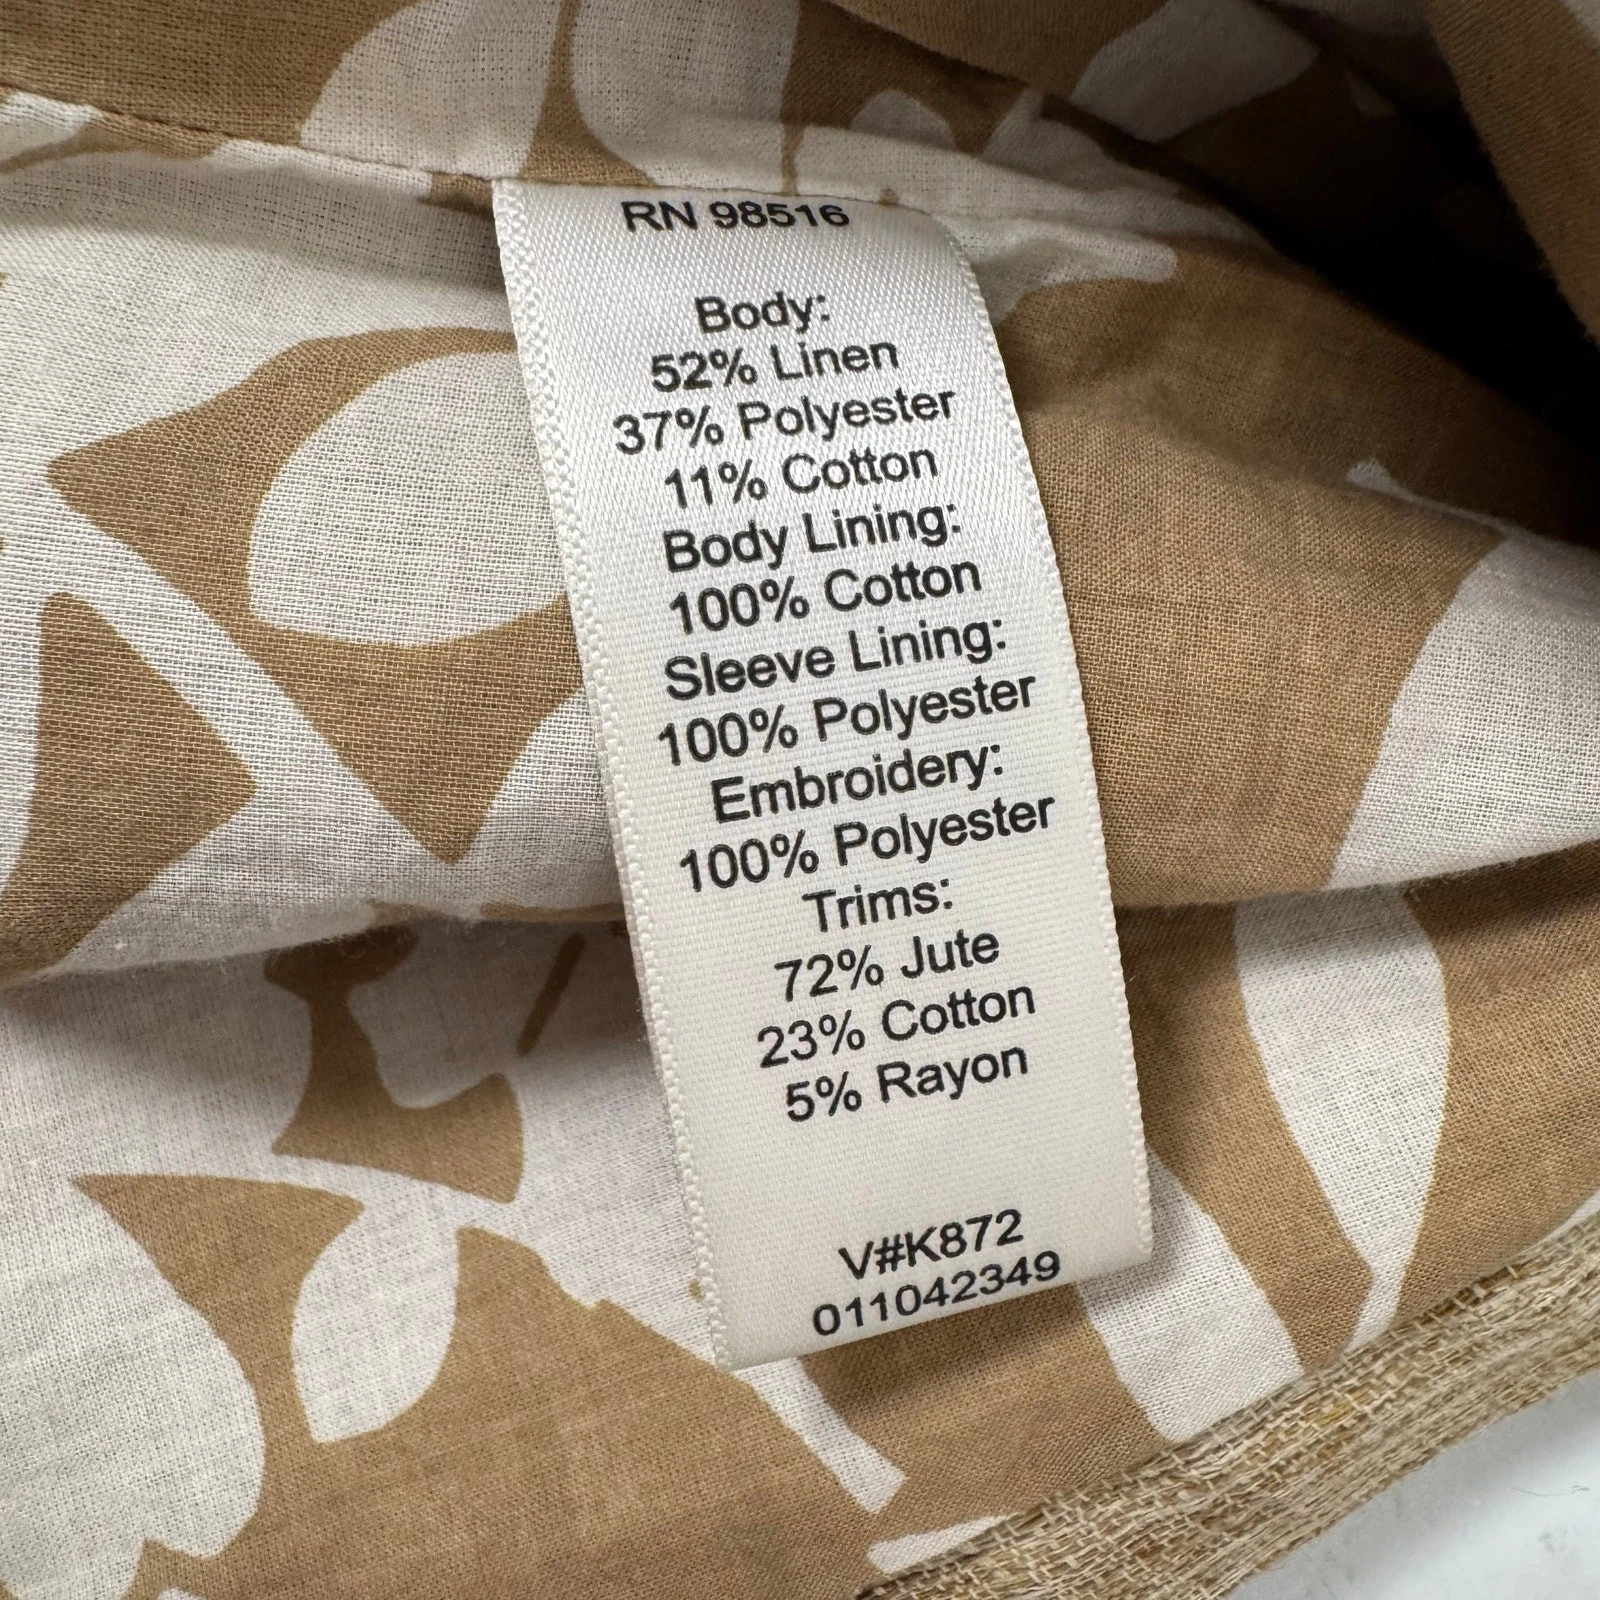 RN 98516
Body:
52% Linen
37% Polyester
11% Cotton
Body Lining:
100% Cotton
Sleeve Lining:
100% Polyester
Embroidery:
100% Polyester
Trims:
72% Jute
23% Cotton
5% Rayon
V#K872
011042349